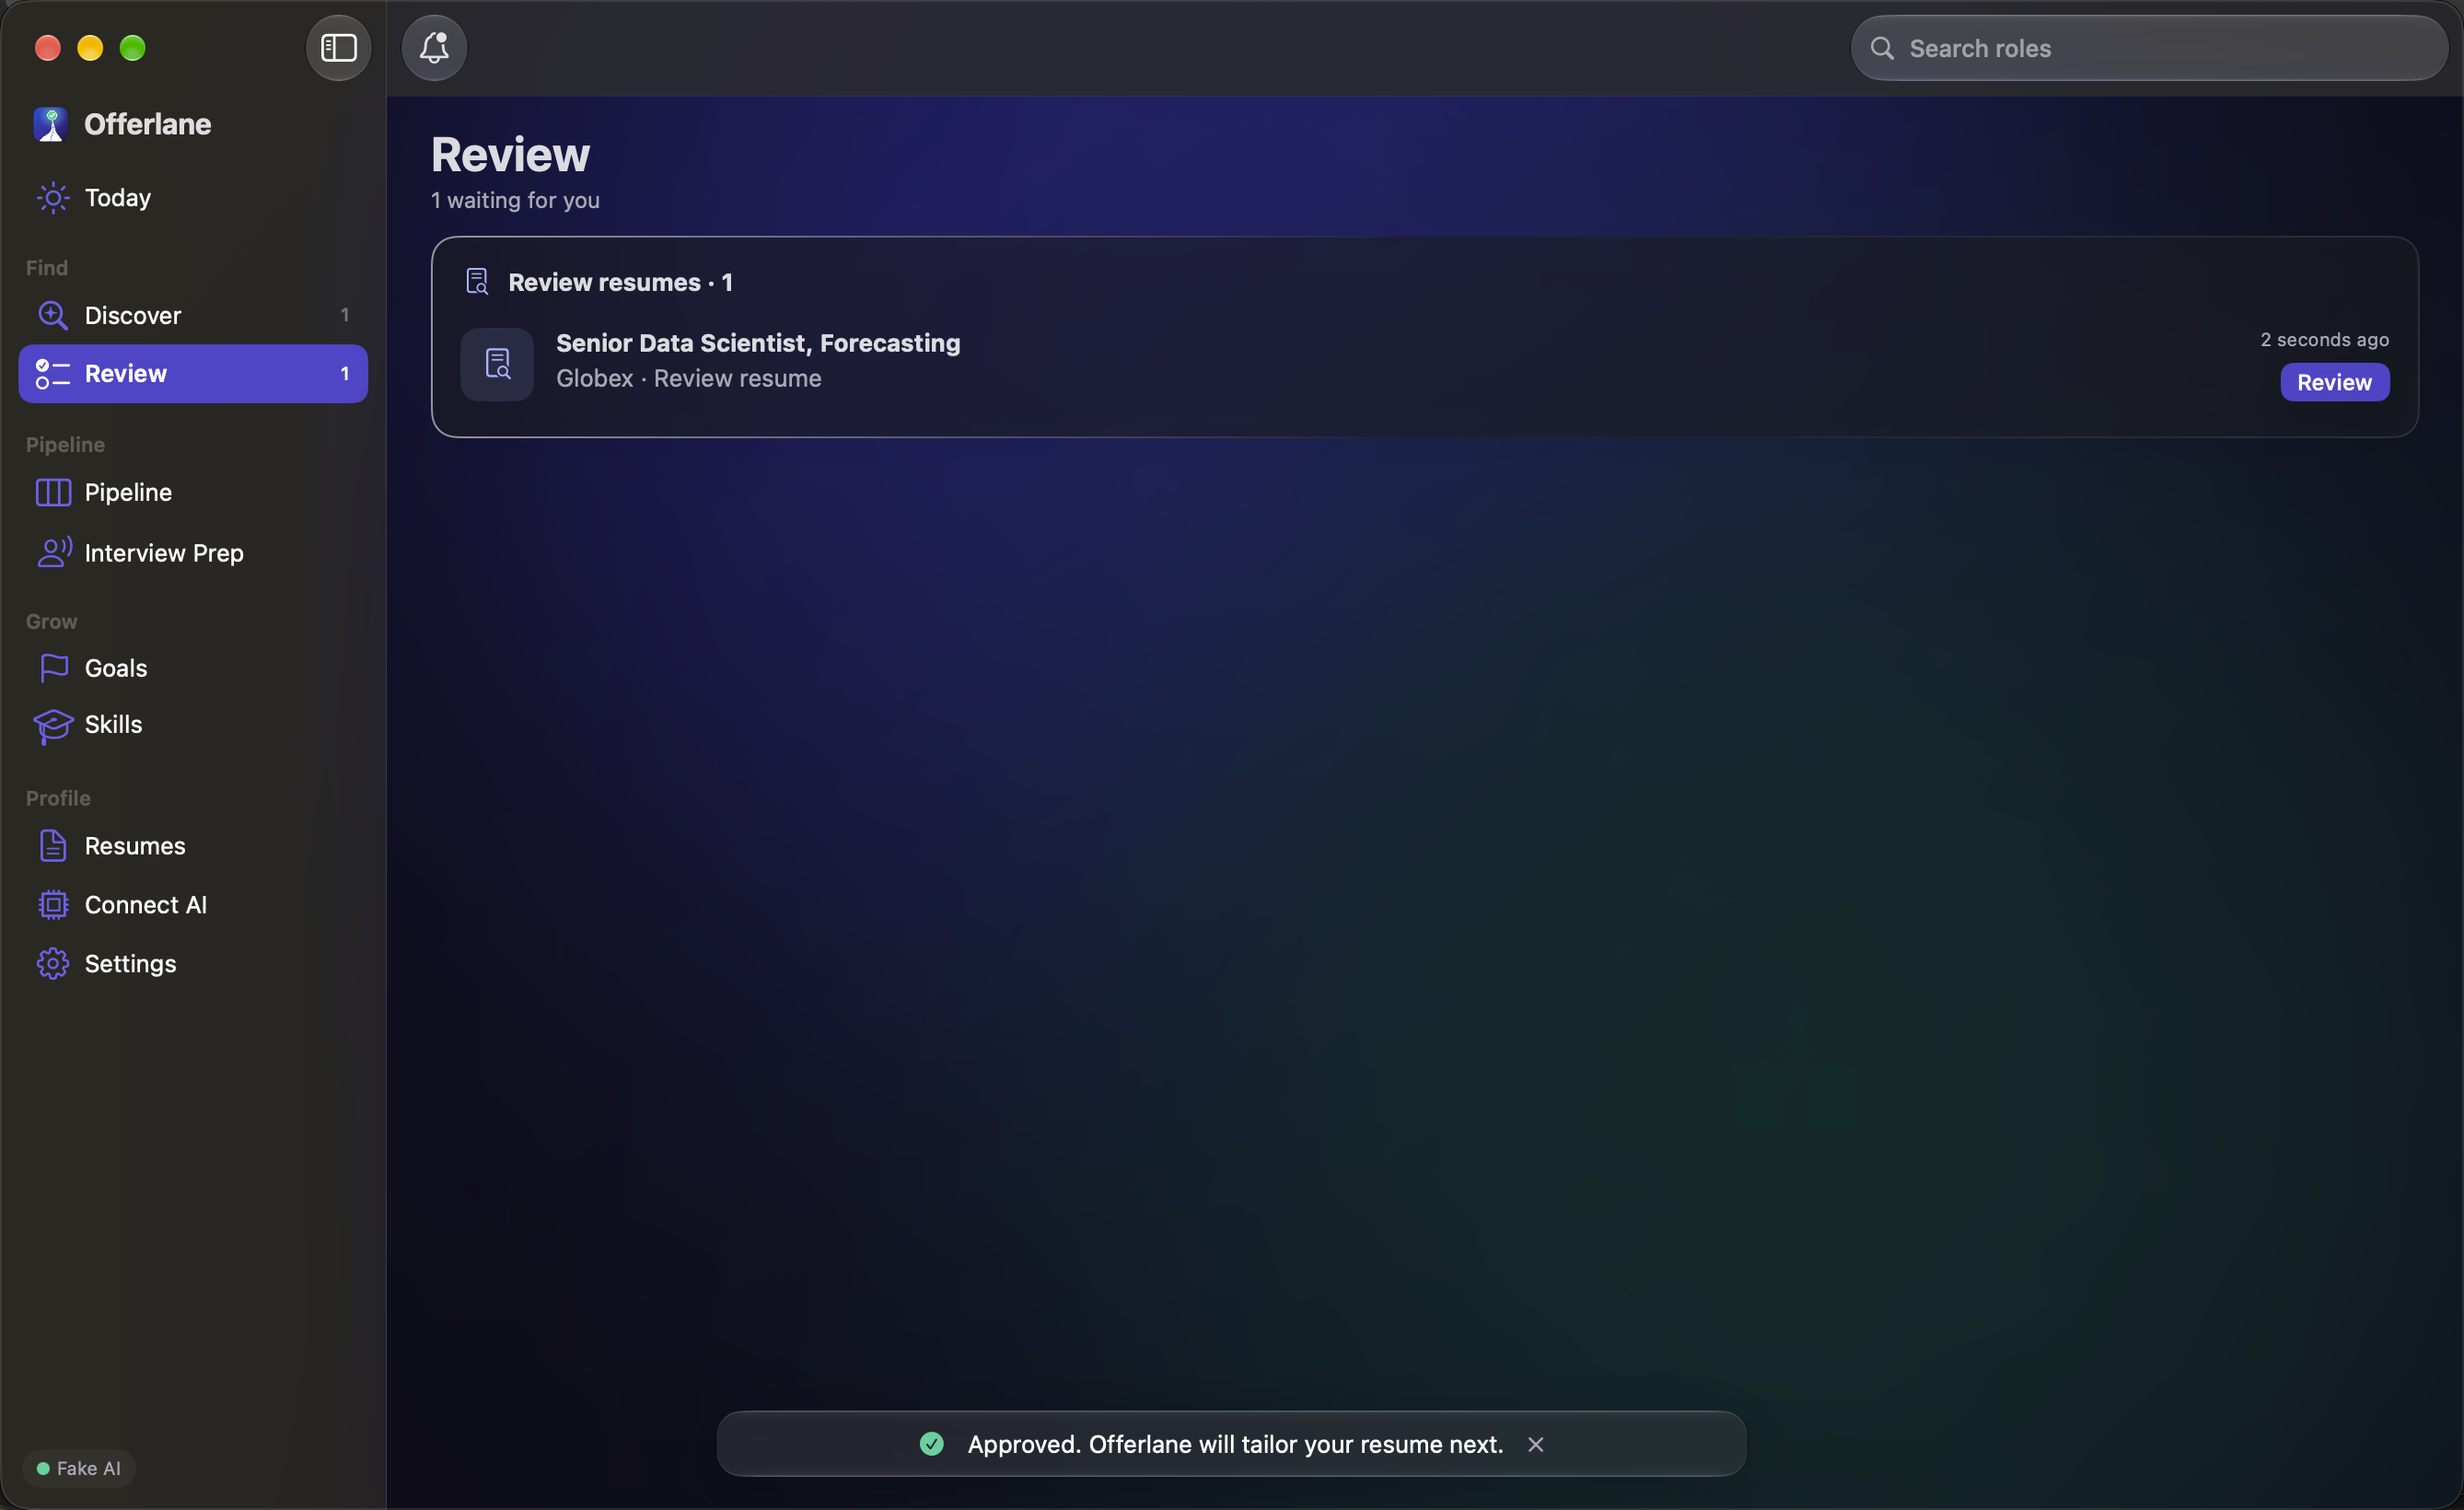 Search roles
Offerlane
Today
Find
Discover 1
Review 1
Pipeline
Pipeline
Interview Prep
Grow
Goals
Skills
Profile
Resumes
Connect AI
Settings
Fake AI
Review
1 waiting for you
Review resumes · 1
Senior Data Scientist, Forecasting
Globex · Review resume
2 seconds ago
Review
Approved. Offerlane will tailor your resume next.